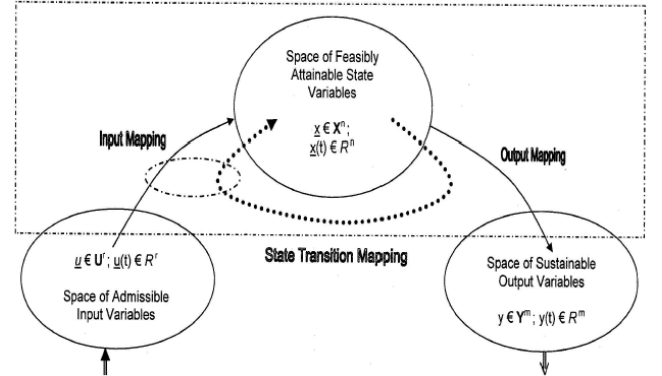 Space of Feasibly
Attainable State
Variables
x ∈ Xⁿ;
x(t) ∈ Rⁿ
Input Mapping
Output Mapping
State Transition Mapping
u ∈ Uʳ; u(t) ∈ Rʳ
Space of Admissible
Input Variables
Space of Sustainable
Output Variables
y ∈ Yᵐ; y(t) ∈ Rᵐ